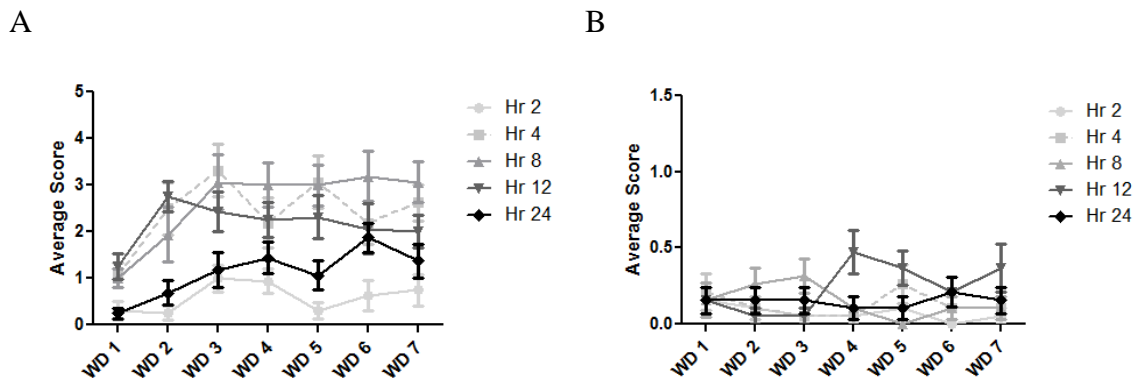 A
Average Score
5
4
3
2
1
0
WD 1
WD 2
WD 3
WD 4
WD 5
WD 6
WD 7
Hr 2
Hr 4
Hr 8
Hr 12
Hr 24
B
Average Score
1.5
1.0
0.5
0.0
WD 1
WD 2
WD 3
WD 4
WD 5
WD 6
WD 7
Hr 2
Hr 4
Hr 8
Hr 12
Hr 24